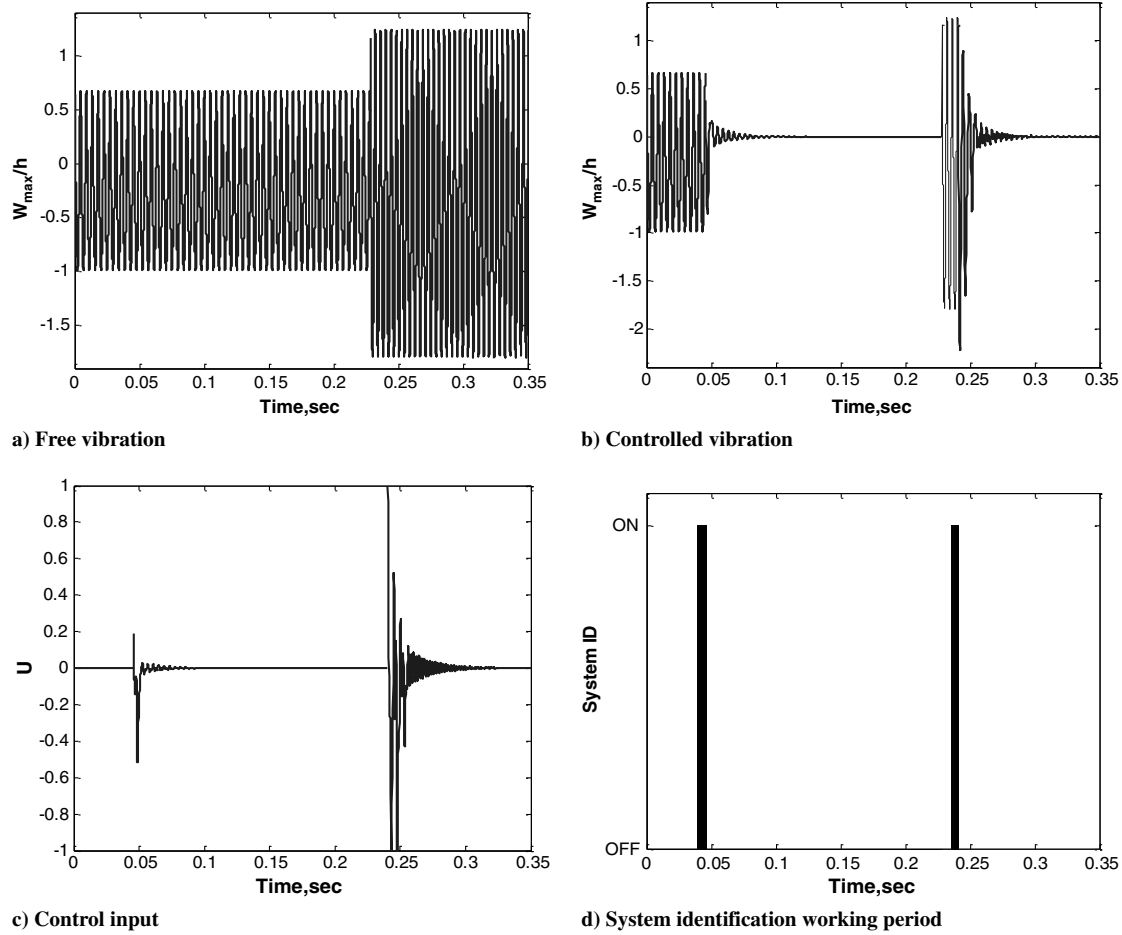 1
0.5
0
-0.5
-1
-1.5
W_max/h
0 0.05 0.1 0.15 0.2 0.25 0.3 0.35
Time,sec
a) Free vibration
1
0.5
0
-0.5
-1
-1.5
-2
W_max/h
0 0.05 0.1 0.15 0.2 0.25 0.3 0.35
Time,sec
b) Controlled vibration
1
0.8
0.6
0.4
0.2
0
-0.2
-0.4
-0.6
-0.8
-1
U
0 0.05 0.1 0.15 0.2 0.25 0.3 0.35
Time,sec
c) Control input
ON
OFF
System ID
0 0.05 0.1 0.15 0.2 0.25 0.3 0.35
Time,sec
d) System identification working period